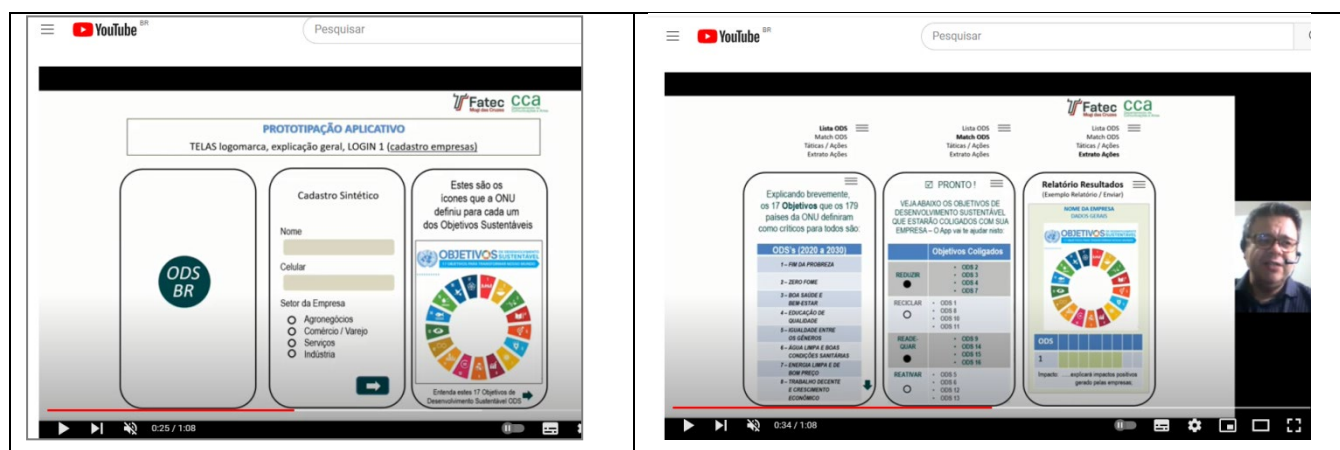 YouTube BR
Pesquisar
Fatec
Mogi das Cruzes
cca
PROTOTIPAÇÃO APLICATIVO
TELAS logomarca, explicação geral, LOGIN 1 (cadastro empresas)
ODS
BR
Cadastro Sintético
Nome
Celular
Setor da Empresa
Agronegócios
Comércio / Varejo
Serviços
Indústria
Estes são os
ícones que a ONU
definiu para cada um
dos Objetivos Sustentáveis
OBJETIVOS DE DESENVOLVIMENTO
SUSTENTÁVEL
Entenda estes 17 Objetivos de
Desenvolvimento Sustentável ODS
0:25 / 1:08
YouTube BR
Pesquisar
Fatec
Mogi das Cruzes
cca
Lista ODS
Match ODS
Táticas / Ações
Extrato Ações
Lista ODS
Match ODS
Táticas / Ações
Extrato Ações
Lista ODS
Match ODS
Táticas / Ações
Extrato Ações
Explicando brevemente,
os 17 Objetivos que os 179
países da ONU definiram
como críticos para todos são:
ODS's (2020 a 2030)
1 – FIM DA PROBREZA
2 – ZERO FOME
3 – BOA SAÚDE E
BEM-ESTAR
4 – EDUCAÇÃO DE
QUALIDADE
5 – IGUALDADE ENTRE
OS GÊNEROS
6 – ÁGUA LIMPA E BOAS
CONDIÇÕES SANITÁRIAS
7 – ENERGIA LIMPA E DE
BOM PREÇO
8 – TRABALHO DECENTE
E CRESCIMENTO
ECONÔMICO
PRONTO !
VEJA ABAIXO OS OBJETIVOS DE
DESENVOLVIMENTO SUSTENTÁVEL
QUE ESTARÃO COLIGADOS COM SUA
EMPRESA – O App vai te ajudar nisto:
Objetivos Coligados
REDUZIR
• ODS 2
• ODS 3
• ODS 4
• ODS 7
RECICLAR
• ODS 1
• ODS 8
• ODS 10
• ODS 11
READE-
QUAR
• ODS 9
• ODS 14
• ODS 15
• ODS 16
REATIVAR
• ODS 5
• ODS 6
• ODS 12
• ODS 13
Relatório Resultados
(Exemplo Relatório / Enviar)
NOME DA EMPRESA
DADOS GERAIS
OBJETIVOS DE DESENVOLVIMENTO
SUSTENTÁVEL
ODS
1
Impacto: .....explicará impactos positivos
gerado pelas empresas;
0:34 / 1:08